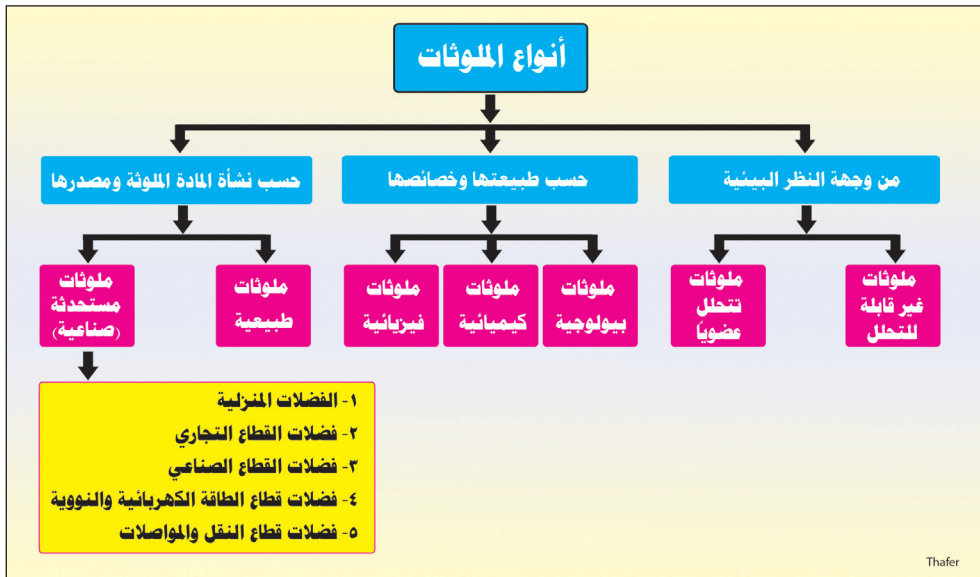 أنواع الملوثات
من وجهة النظر البيئية
حسب طبيعتها وخصائصها
حسب نشأة المادة الملوثة ومصدرها
ملوثات
غير قابلة
للتحلل
ملوثات
تتحلل
عضوياً
ملوثات
بيولوجية
ملوثات
كيميائية
ملوثات
فيزيائية
ملوثات
طبيعية
ملوثات
مستحدثة
(صناعية)
١- الفضلات المنزلية
٢- فضلات القطاع التجاري
٣- فضلات القطاع الصناعي
٤- فضلات قطاع الطاقة الكهربائية والنووية
٥- فضلات قطاع النقل والمواصلات
Thafer